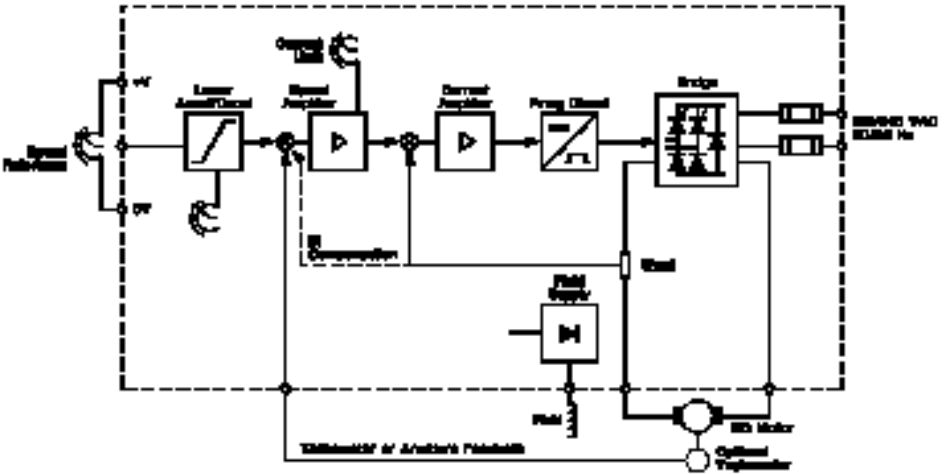 +V
Current
Limit
Linear
Accel/Decel
Speed
Amplifier
Current
Amplifier
Firing Circuit
Bridge
Speed
Reference
0V
IR
Compensation
Shunt
Field
Supply
Field
DC Motor
Optional
Tachometer
Tachometer or Armature Feedback